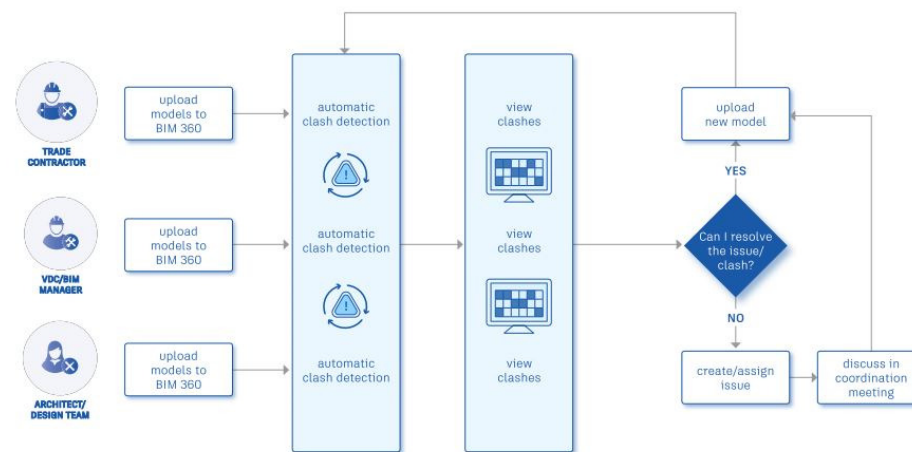 TRADE
CONTRACTOR
upload
models to
BIM 360
automatic
clash detection
view
clashes
upload
new model
YES
VDC/BIM
MANAGER
upload
models to
BIM 360
automatic
clash detection
view
clashes
Can I resolve
the issue/
clash?
NO
ARCHITECT/
DESIGN TEAM
upload
models to
BIM 360
automatic
clash detection
view
clashes
create/assign
issue
discuss in
coordination
meeting